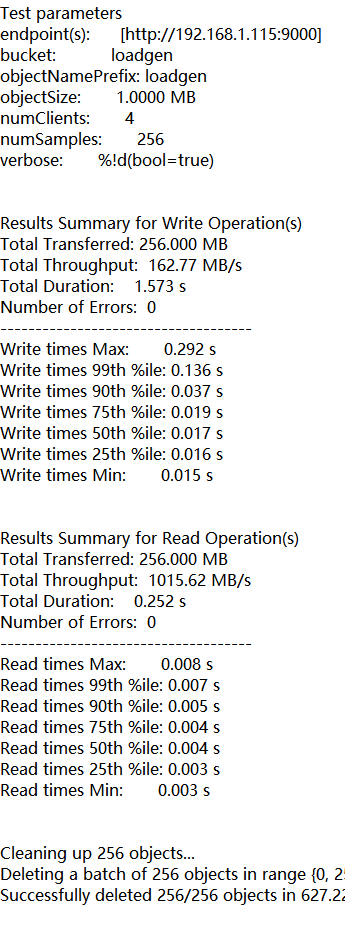 Test parameters
endpoint(s): [http://192.168.1.115:9000]
bucket: loadgen
objectNamePrefix: loadgen
objectSize: 1.0000 MB
numClients: 4
numSamples: 256
verbose: %!d(bool=true)
Results Summary for Write Operation(s)
Total Transferred: 256.000 MB
Total Throughput: 162.77 MB/s
Total Duration: 1.573 s
Number of Errors: 0
------------------------------------
Write times Max: 0.292 s
Write times 99th %ile: 0.136 s
Write times 90th %ile: 0.037 s
Write times 75th %ile: 0.019 s
Write times 50th %ile: 0.017 s
Write times 25th %ile: 0.016 s
Write times Min: 0.015 s
Results Summary for Read Operation(s)
Total Transferred: 256.000 MB
Total Throughput: 1015.62 MB/s
Total Duration: 0.252 s
Number of Errors: 0
------------------------------------
Read times Max: 0.008 s
Read times 99th %ile: 0.007 s
Read times 90th %ile: 0.005 s
Read times 75th %ile: 0.004 s
Read times 50th %ile: 0.004 s
Read times 25th %ile: 0.003 s
Read times Min: 0.003 s
Cleaning up 256 objects...
Deleting a batch of 256 objects in range {0, 2
Successfully deleted 256/256 objects in 627.22